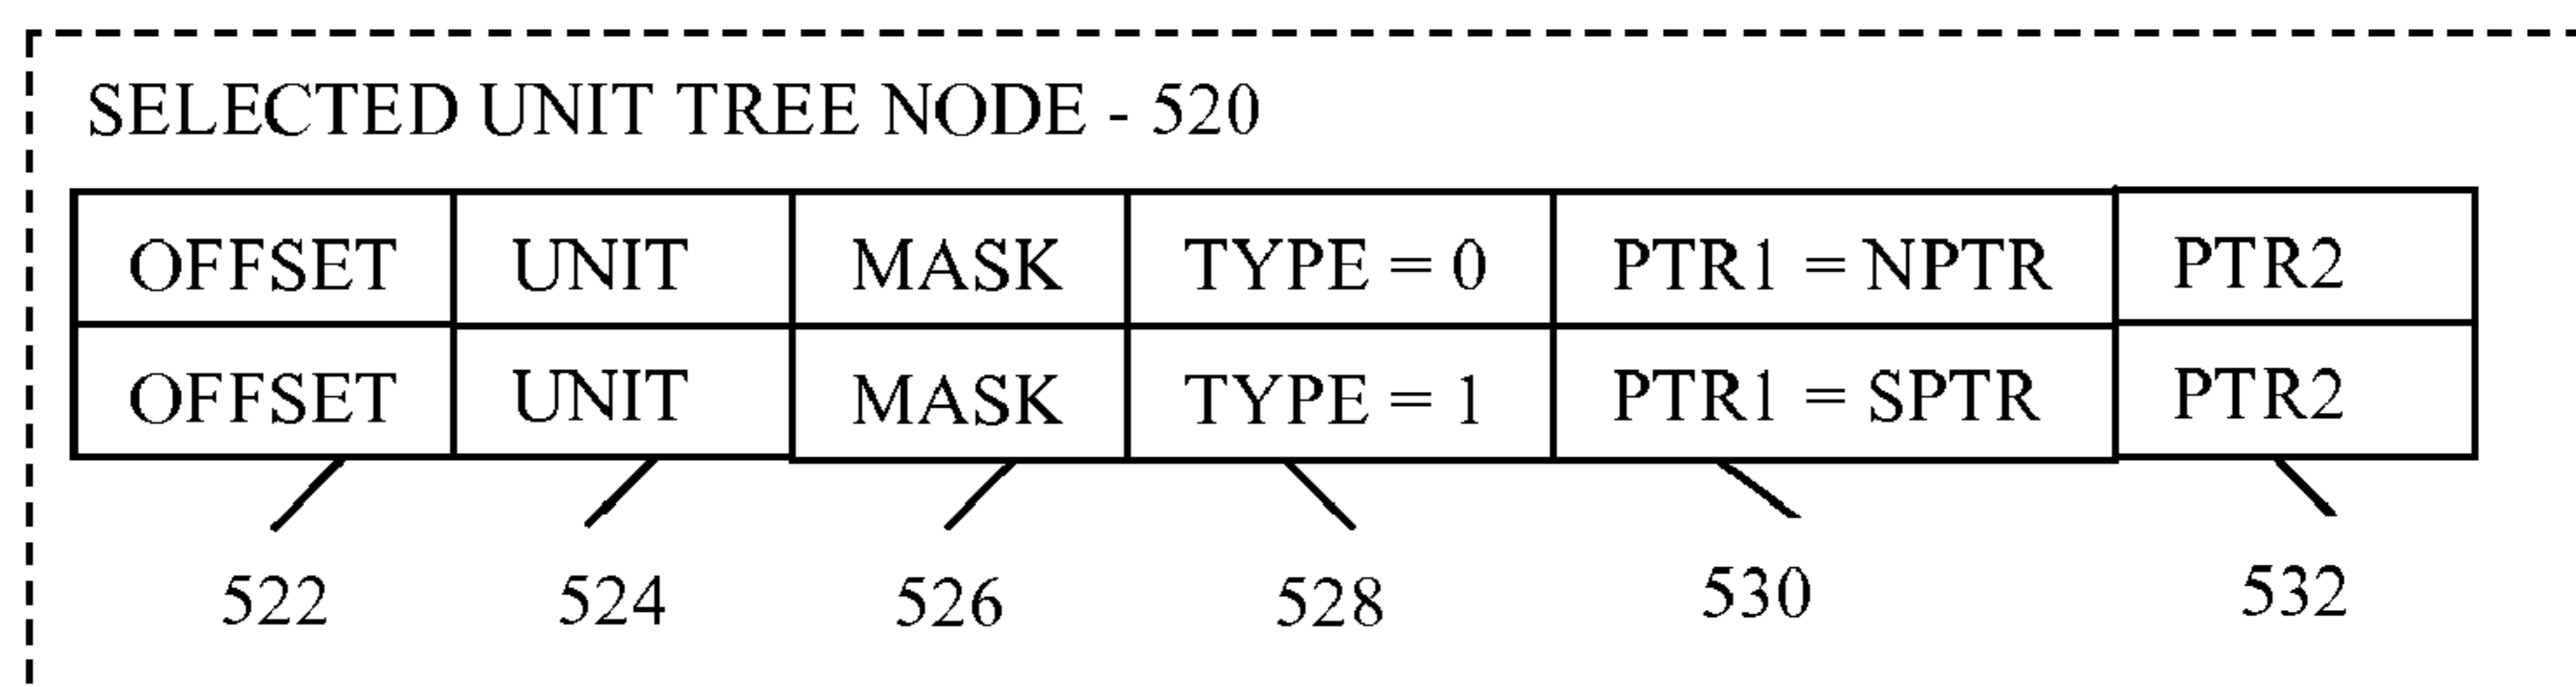 SELECTED UNIT TREE NODE - 520
OFFSET UNIT MASK TYPE = 0 PTR1 = NPTR PTR2
OFFSET UNIT MASK TYPE = 1 PTR1 = SPTR PTR2
522 524 526 528 530 532